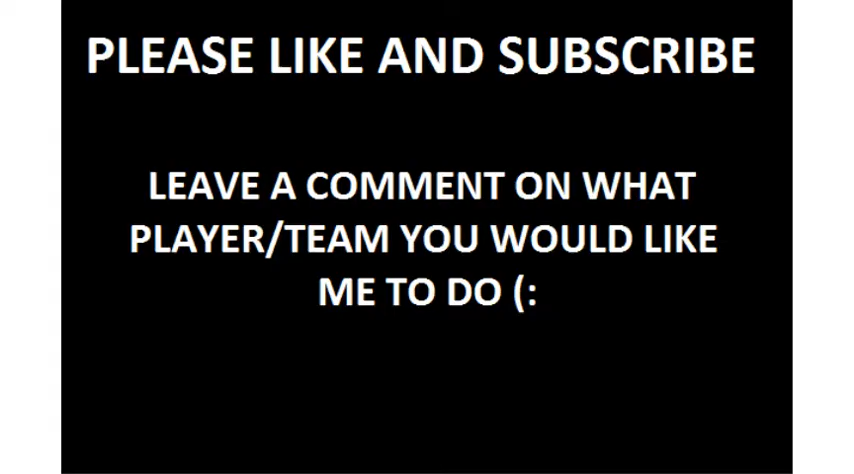 PLEASE LIKE AND SUBSCRIBE
LEAVE A COMMENT ON WHAT
PLAYER/TEAM YOU WOULD LIKE
ME TO DO (: